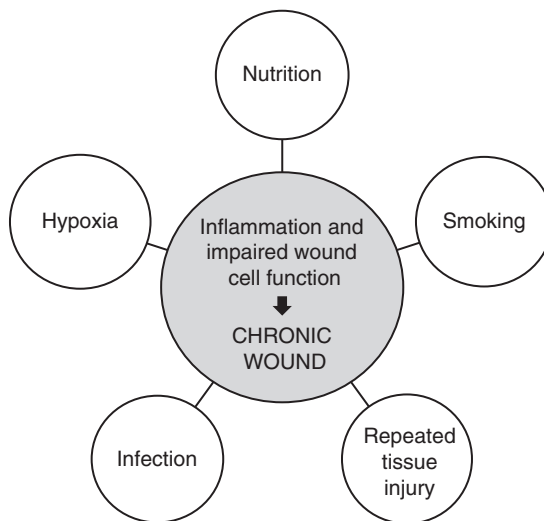 Nutrition
Hypoxia
Smoking
Inflammation and
impaired wound
cell function
CHRONIC
WOUND
Infection
Repeated
tissue
injury